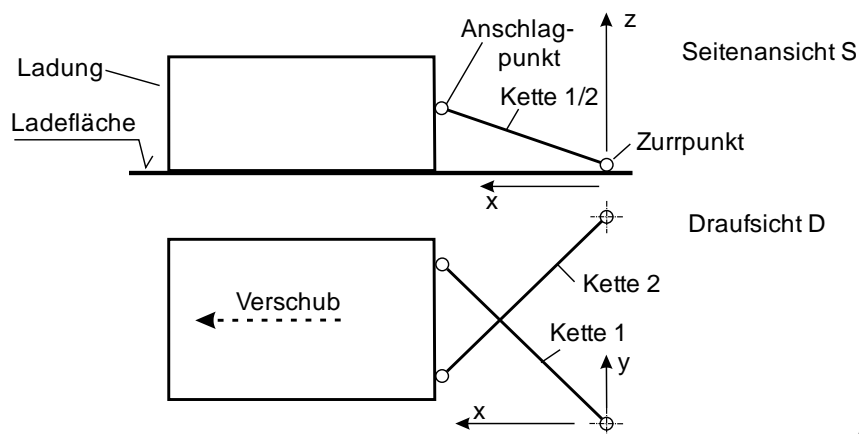 Anschlag-
punkt
z
Seitenansicht S
Ladung
Kette 1/2
Ladefläche
Zurrpunkt
x
Draufsicht D
Kette 2
Verschub
Kette 1
y
x